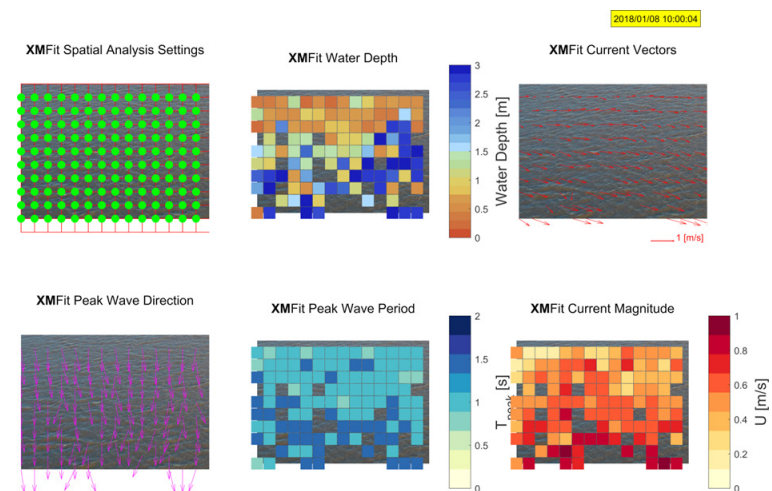 2018/01/08 10:00:04
XMFit Spatial Analysis Settings
XMFit Water Depth
XMFit Current Vectors
3
2.5
2
1.5
1
0.5
0
Water Depth [m]
1 [m/s]
XMFit Peak Wave Direction
XMFit Peak Wave Period
XMFit Current Magnitude
2
1.5
1
0.5
0
Tpeak [s]
1
0.8
0.6
0.4
0.2
0
U [m/s]